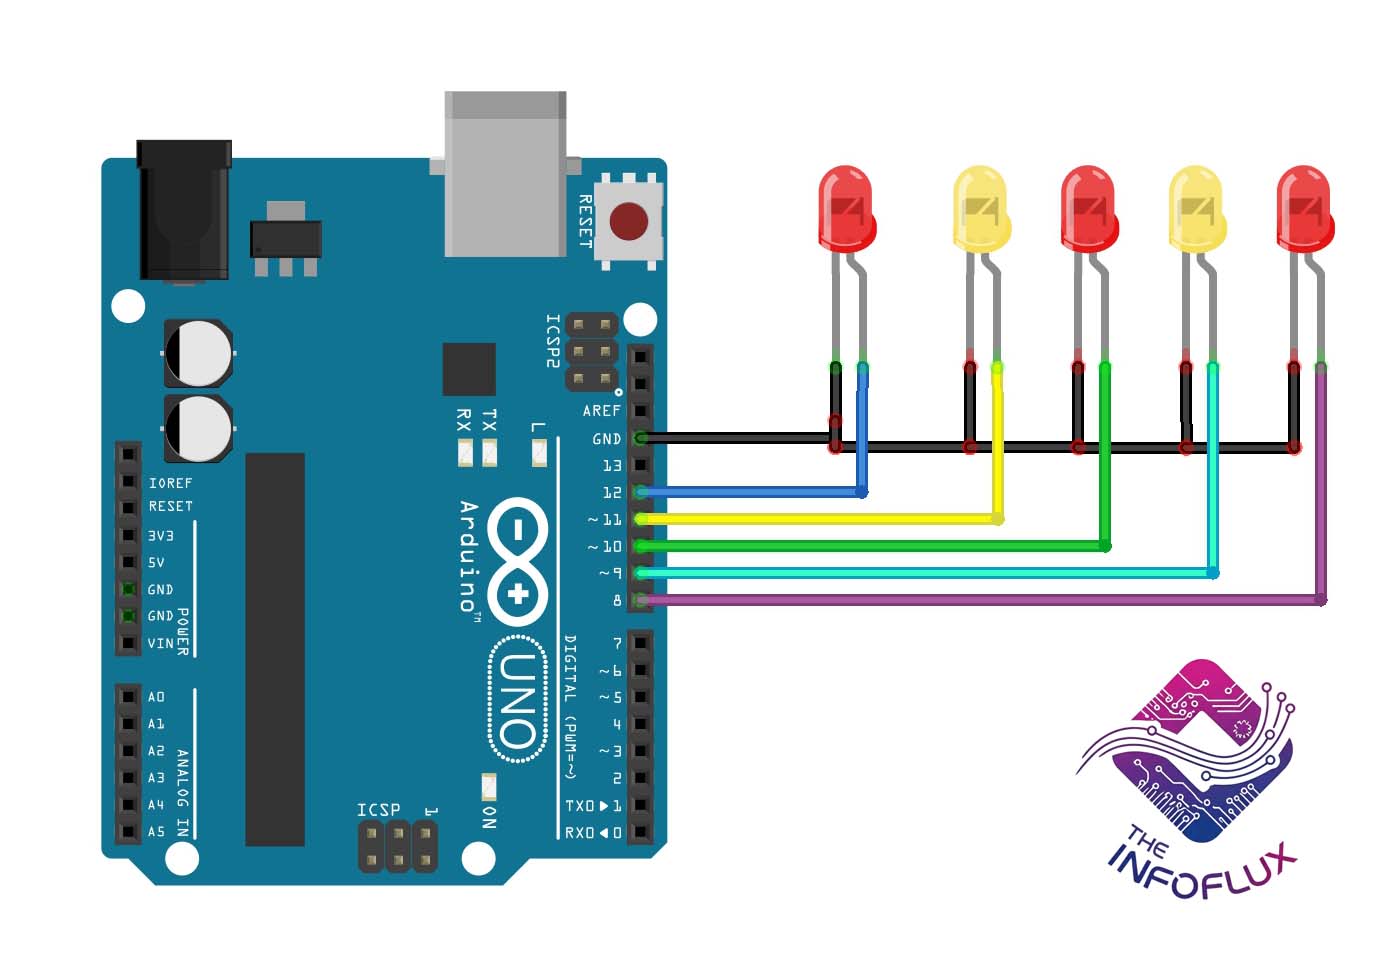 RESET
ICSP2
AREF
GND
13
12
~11
~10
~9
8
7
~6
~5
4
~3
2
TX0▶1
RX0◀0
RX
TX
L
Arduino™
UNO
DIGITAL (PWM=~)
IOREF
RESET
3V3
5V
GND
GND
VIN
POWER
A0
A1
A2
A3
A4
A5
ANALOG IN
ICSP
1
ON
THE
INFOFLUX